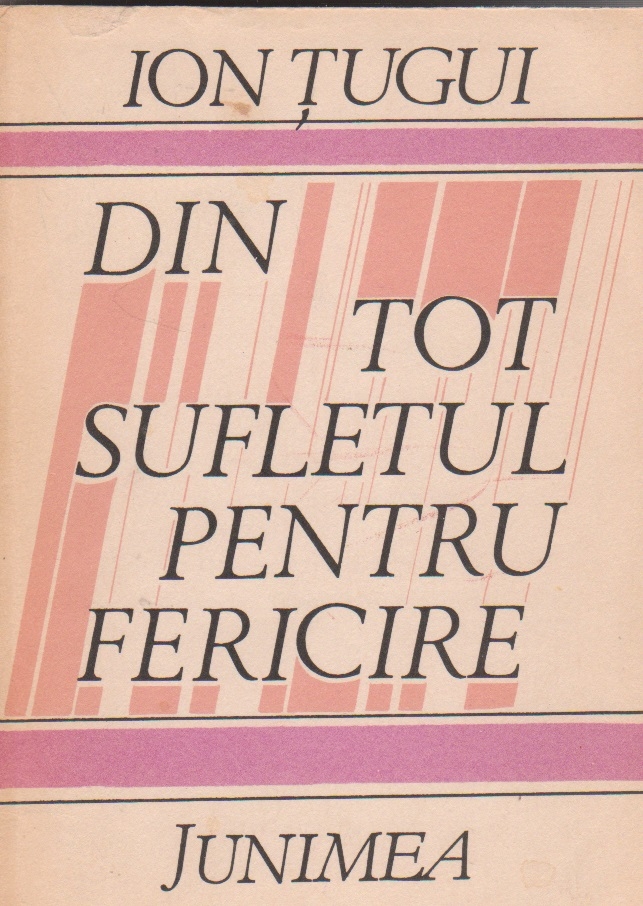 ION ȚUGUI
DIN
TOT
SUFLETUL
PENTRU
FERICIRE
JUNIMEA